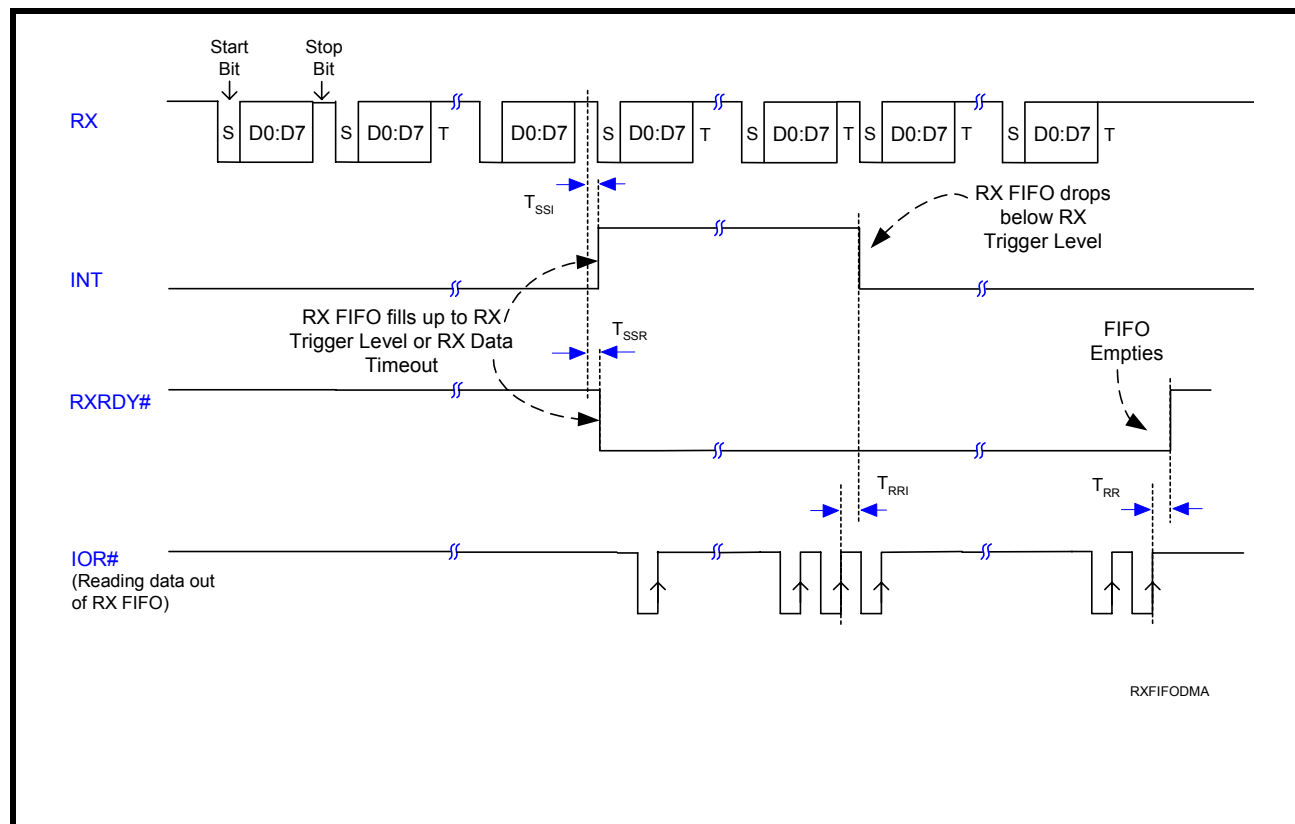 Start
Bit
Stop
Bit
RX
S D0:D7 S D0:D7 T D0:D7 S D0:D7 T S D0:D7 T S D0:D7 T S D0:D7 T
TSSI
RX FIFO drops
below RX
Trigger Level
INT
RX FIFO fills up to RX
Trigger Level or RX Data
Timeout
TSSR
FIFO
Empties
RXRDY#
TRRI
TRR
IOR#
(Reading data out
of RX FIFO)
RXFIFODMA